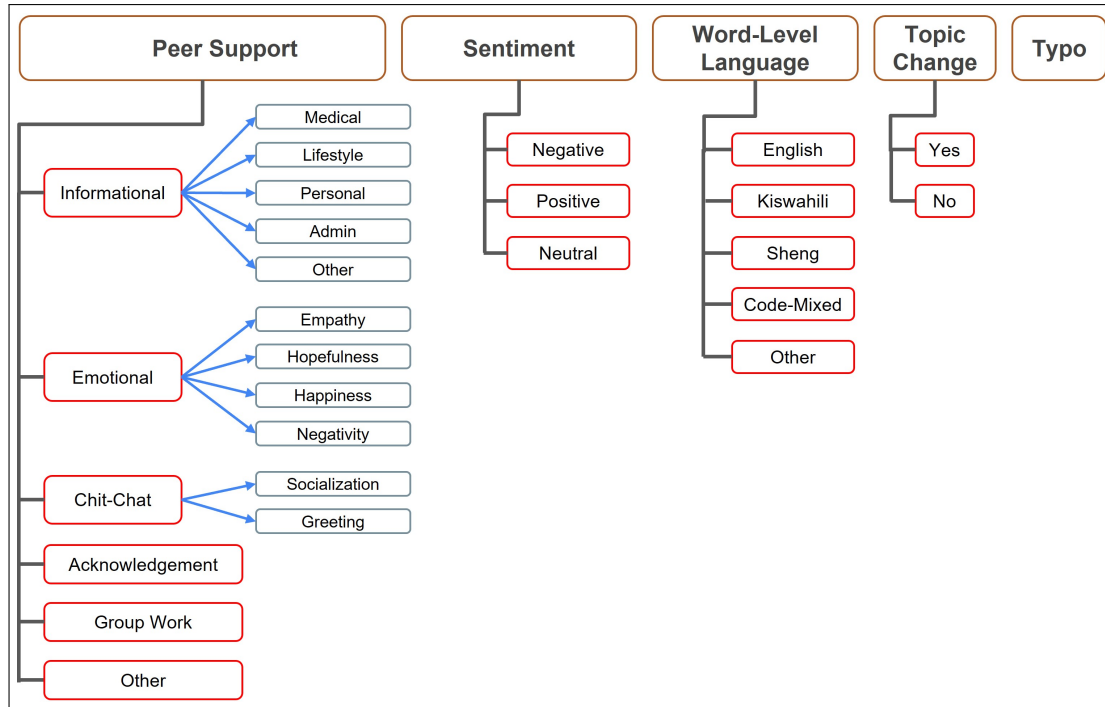 Peer Support
Sentiment
Word-Level
Language
Topic
Change
Typo
Informational
Medical
Lifestyle
Personal
Admin
Other
Emotional
Empathy
Hopefulness
Happiness
Negativity
Chit-Chat
Socialization
Greeting
Acknowledgement
Group Work
Other
Negative
Positive
Neutral
English
Kiswahili
Sheng
Code-Mixed
Other
Yes
No